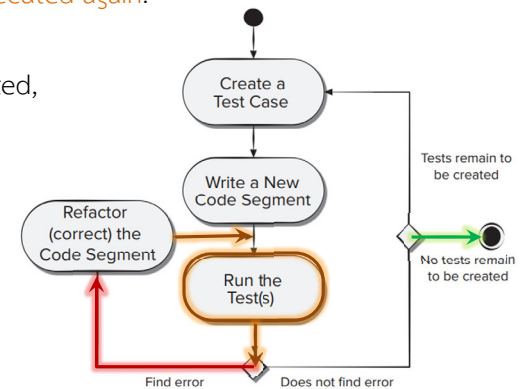 again!
Create a
Test Case
Tests remain to
be created
Write a New
Code Segment
Refactor
(correct) the
Code Segment
No tests remain
to be created
Run the
Test(s)
Find error
Does not find error